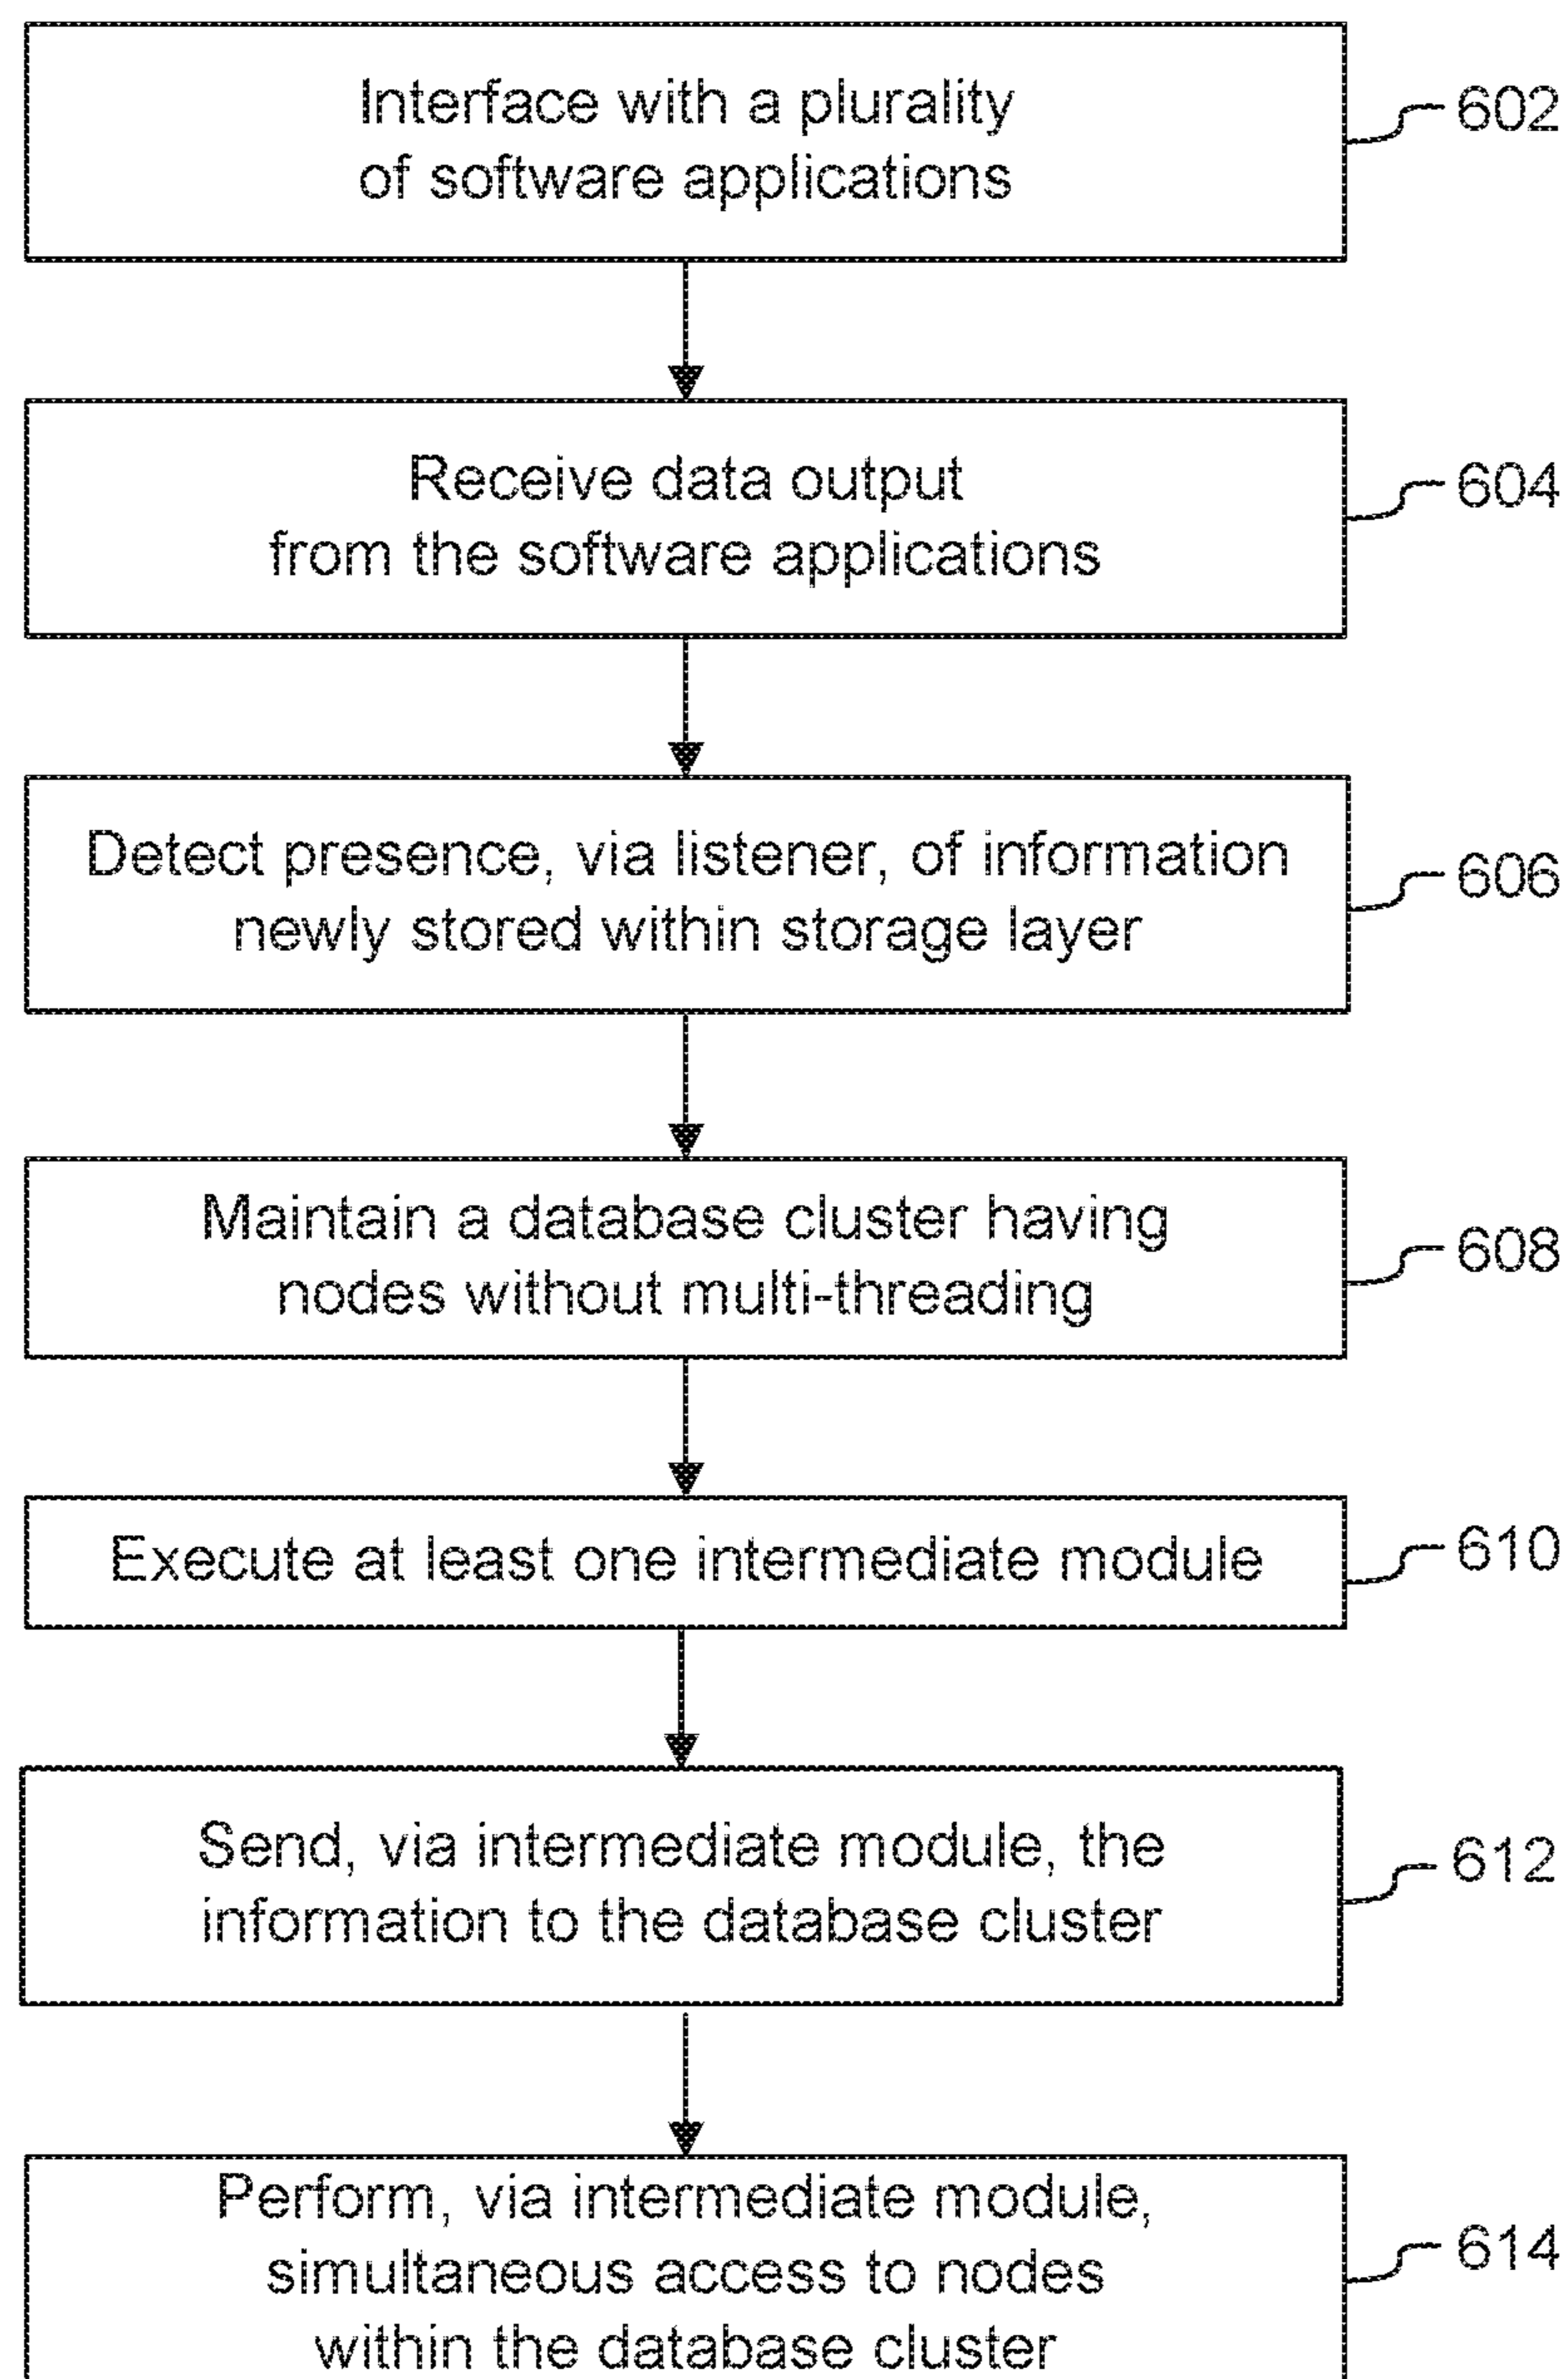 Interface with a plurality
of software applications
602
Receive data output
from the software applications
604
Detect presence, via listener, of information
newly stored within storage layer
606
Maintain a database cluster having
nodes without multi-threading
608
Execute at least one intermediate module
610
Send, via intermediate module, the
information to the database cluster
612
Perform, via intermediate module,
simultaneous access to nodes
within the database cluster
614